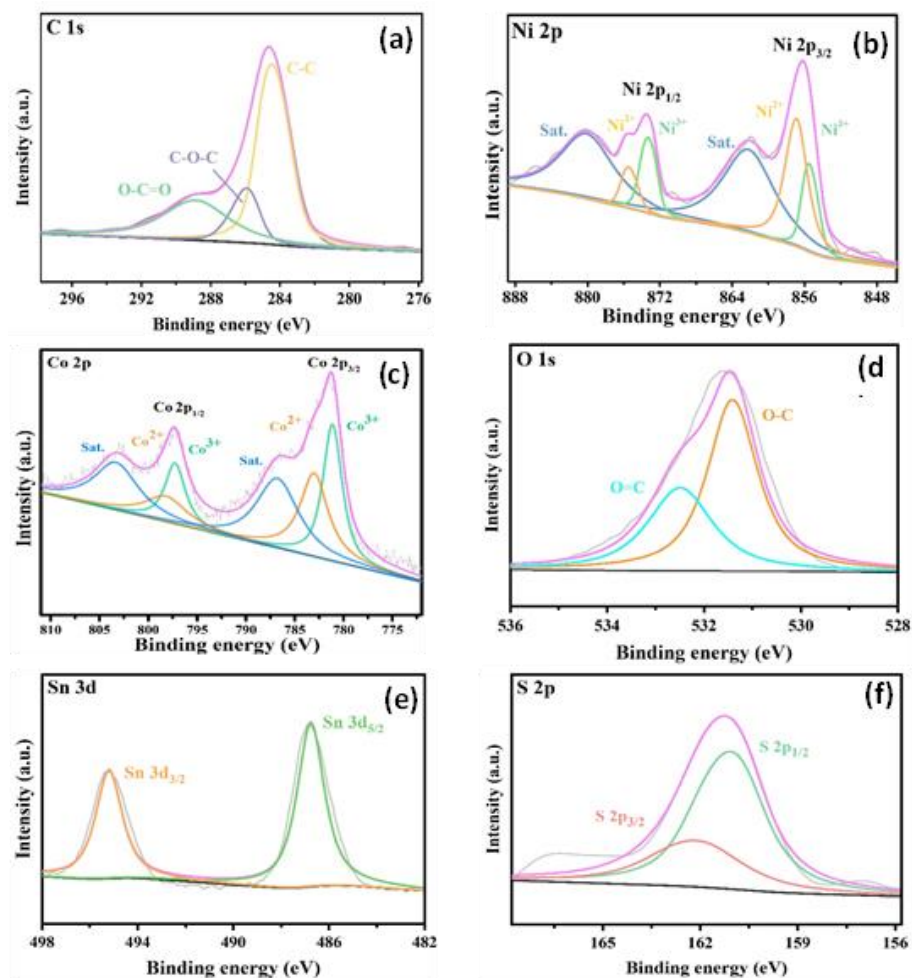 C 1s
(a)
C-C
C-O-C
O-C=O
Intensity (a.u.)
296 292 288 284 280 276
Binding energy (eV)
Ni 2p
(b)
Ni 2p3/2
Ni 2p1/2
Sat.
Sat.
Intensity (a.u.)
888 880 872 864 856 848
Binding energy (eV)
Co 2p
(c)
Co 2p3/2
Co 2p1/2
Co2+
Co3+
Sat.
Co2+
Co3+
Sat.
Intensity (a.u.)
810 805 800 795 790 785 780 775
Binding energy (eV)
O 1s
(d)
O-C
O=C
Intensity (a.u.)
536 534 532 530 528
Binding energy (eV)
Sn 3d
(e)
Sn 3d5/2
Sn 3d3/2
Intensity (a.u.)
498 494 490 486 482
Binding energy (eV)
S 2p
(f)
S 2p1/2
S 2p3/2
Intensity (a.u.)
165 162 159 156
Binding energy (eV)